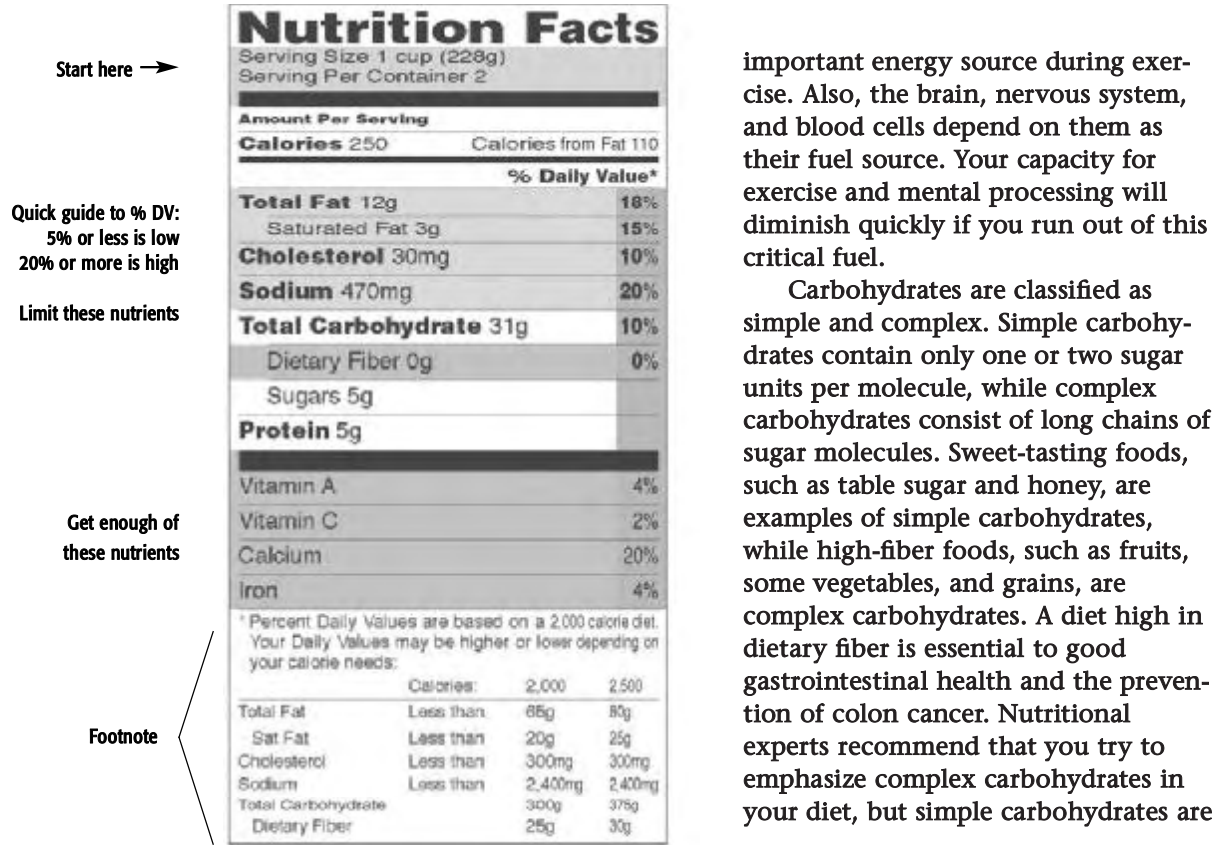 Nutrition Facts
Serving Size 1 cup (228g)
Serving Per Container 2
Start here
Amount Per Serving
Calories 250 Calories from Fat 110
% Daily Value*
Total Fat 12g 18%
Saturated Fat 3g 15%
Cholesterol 30mg 10%
Sodium 470mg 20%
Total Carbohydrate 31g 10%
Dietary Fiber 0g 0%
Sugars 5g
Protein 5g
Quick guide to % DV:
5% or less is low
20% or more is high
Limit these nutrients
Vitamin A 4%
Vitamin C 2%
Calcium 20%
Iron 4%
Get enough of
these nutrients
* Percent Daily Values are based on a 2,000 calorie diet.
Your Daily Values may be higher or lower depending on
your calorie needs:
Calories: 2,000 2,500
Total Fat Less than 65g 80g
Sat Fat Less than 20g 25g
Cholesterol Less than 300mg 300mg
Sodium Less than 2,400mg 2,400mg
Total Carbohydrate 300g 375g
Dietary Fiber 25g 30g
Footnote
important energy source during exer-
cise. Also, the brain, nervous system,
and blood cells depend on them as
their fuel source. Your capacity for
exercise and mental processing will
diminish quickly if you run out of this
critical fuel.
Carbohydrates are classified as
simple and complex. Simple carbohy-
drates contain only one or two sugar
units per molecule, while complex
carbohydrates consist of long chains of
sugar molecules. Sweet-tasting foods,
such as table sugar and honey, are
examples of simple carbohydrates,
while high-fiber foods, such as fruits,
some vegetables, and grains, are
complex carbohydrates. A diet high in
dietary fiber is essential to good
gastrointestinal health and the preven-
tion of colon cancer. Nutritional
experts recommend that you try to
emphasize complex carbohydrates in
your diet, but simple carbohydrates are